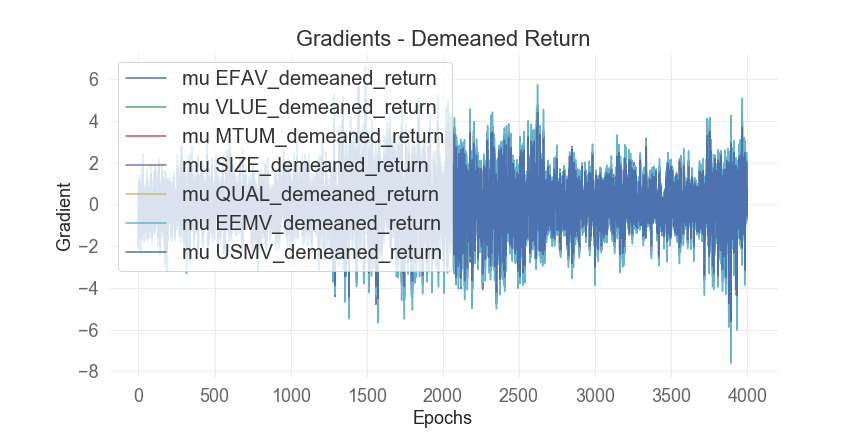 Gradients - Demeaned Return
mu EFAV_demeaned_return
mu VLUE_demeaned_return
mu MTUM_demeaned_return
mu SIZE_demeaned_return
mu QUAL_demeaned_return
mu EEMV_demeaned_return
mu USMV_demeaned_return
Gradient
6
4
2
0
−2
−4
−6
−8
0 500 1000 1500 2000 2500 3000 3500 4000
Epochs